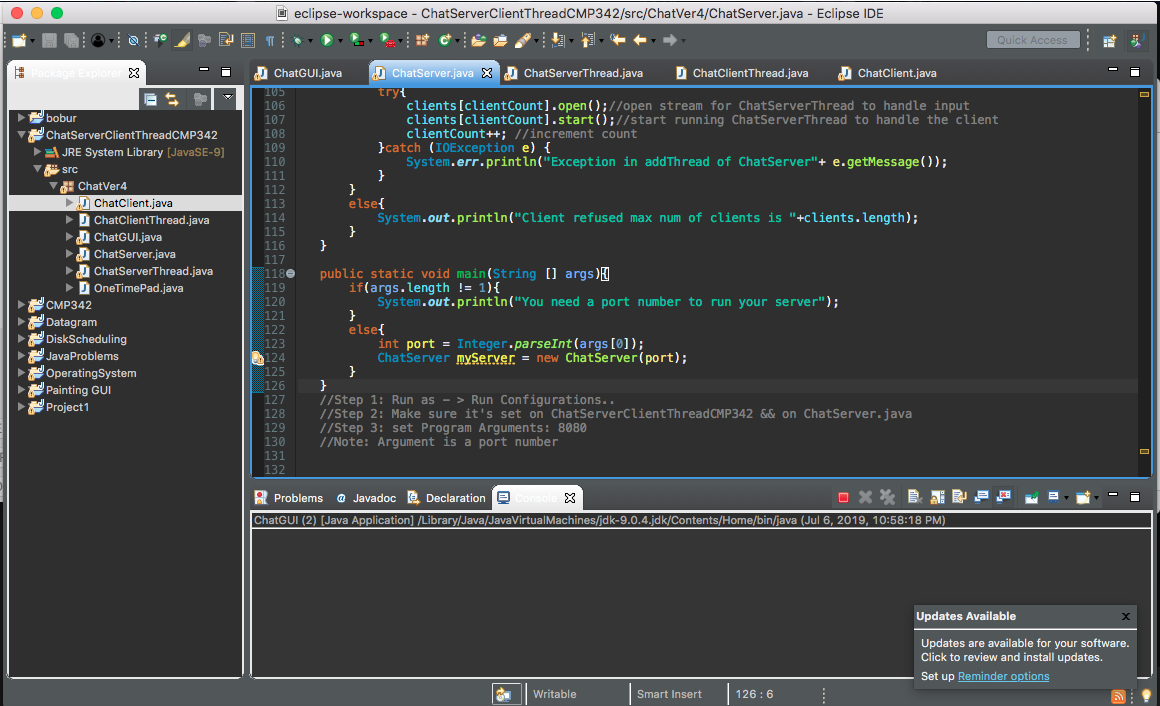 eclipse-workspace - ChatServerClientThreadCMP342/src/ChatVer4/ChatServer.java - Eclipse IDE
Quick Access
Package Explorer
bobur
ChatServerClientThreadCMP342
JRE System Library [JavaSE-9]
src
ChatVer4
ChatClient.java
ChatClientThread.java
ChatGUI.java
ChatServer.java
ChatServerThread.java
OneTimePad.java
CMP342
Datagram
DiskScheduling
JavaProblems
OperatingSystem
Painting GUI
Project1
ChatGUI.java ChatServer.java ChatServerThread.java ChatClientThread.java ChatClient.java
105 try{
106 clients[clientCount].open();//open stream for ChatServerThread to handle input
107 clients[clientCount].start();//start running ChatServerThread to handle the client
108 clientCount++; //increment count
109 }catch (IOException e) {
110 System.err.println("Exception in addThread of ChatServer"+ e.getMessage());
111 }
112 }
113 else{
114 System.out.println("Client refused max num of clients is "+clients.length);
115 }
116 }
117
118 public static void main(String [] args){
119 if(args.length != 1){
120 System.out.println("You need a port number to run your server");
121 }
122 else{
123 int port = Integer.parseInt(args[0]);
124 ChatServer myServer = new ChatServer(port);
125 }
126 }
127 //Step 1: Run as - > Run Configurations..
128 //Step 2: Make sure it's set on ChatServerClientThreadCMP342 && on ChatServer.java
129 //Step 3: set Program Arguments: 8080
130 //Note: Argument is a port number
131
132
Problems @ Javadoc Declaration Console
ChatGUI (2) [Java Application] /Library/Java/JavaVirtualMachines/jdk-9.0.4.jdk/Contents/Home/bin/java (Jul 6, 2019, 10:58:18 PM)
Updates Available
Updates are available for your software.
Click to review and install updates.
Set up Reminder options
Writable Smart Insert 126 : 6